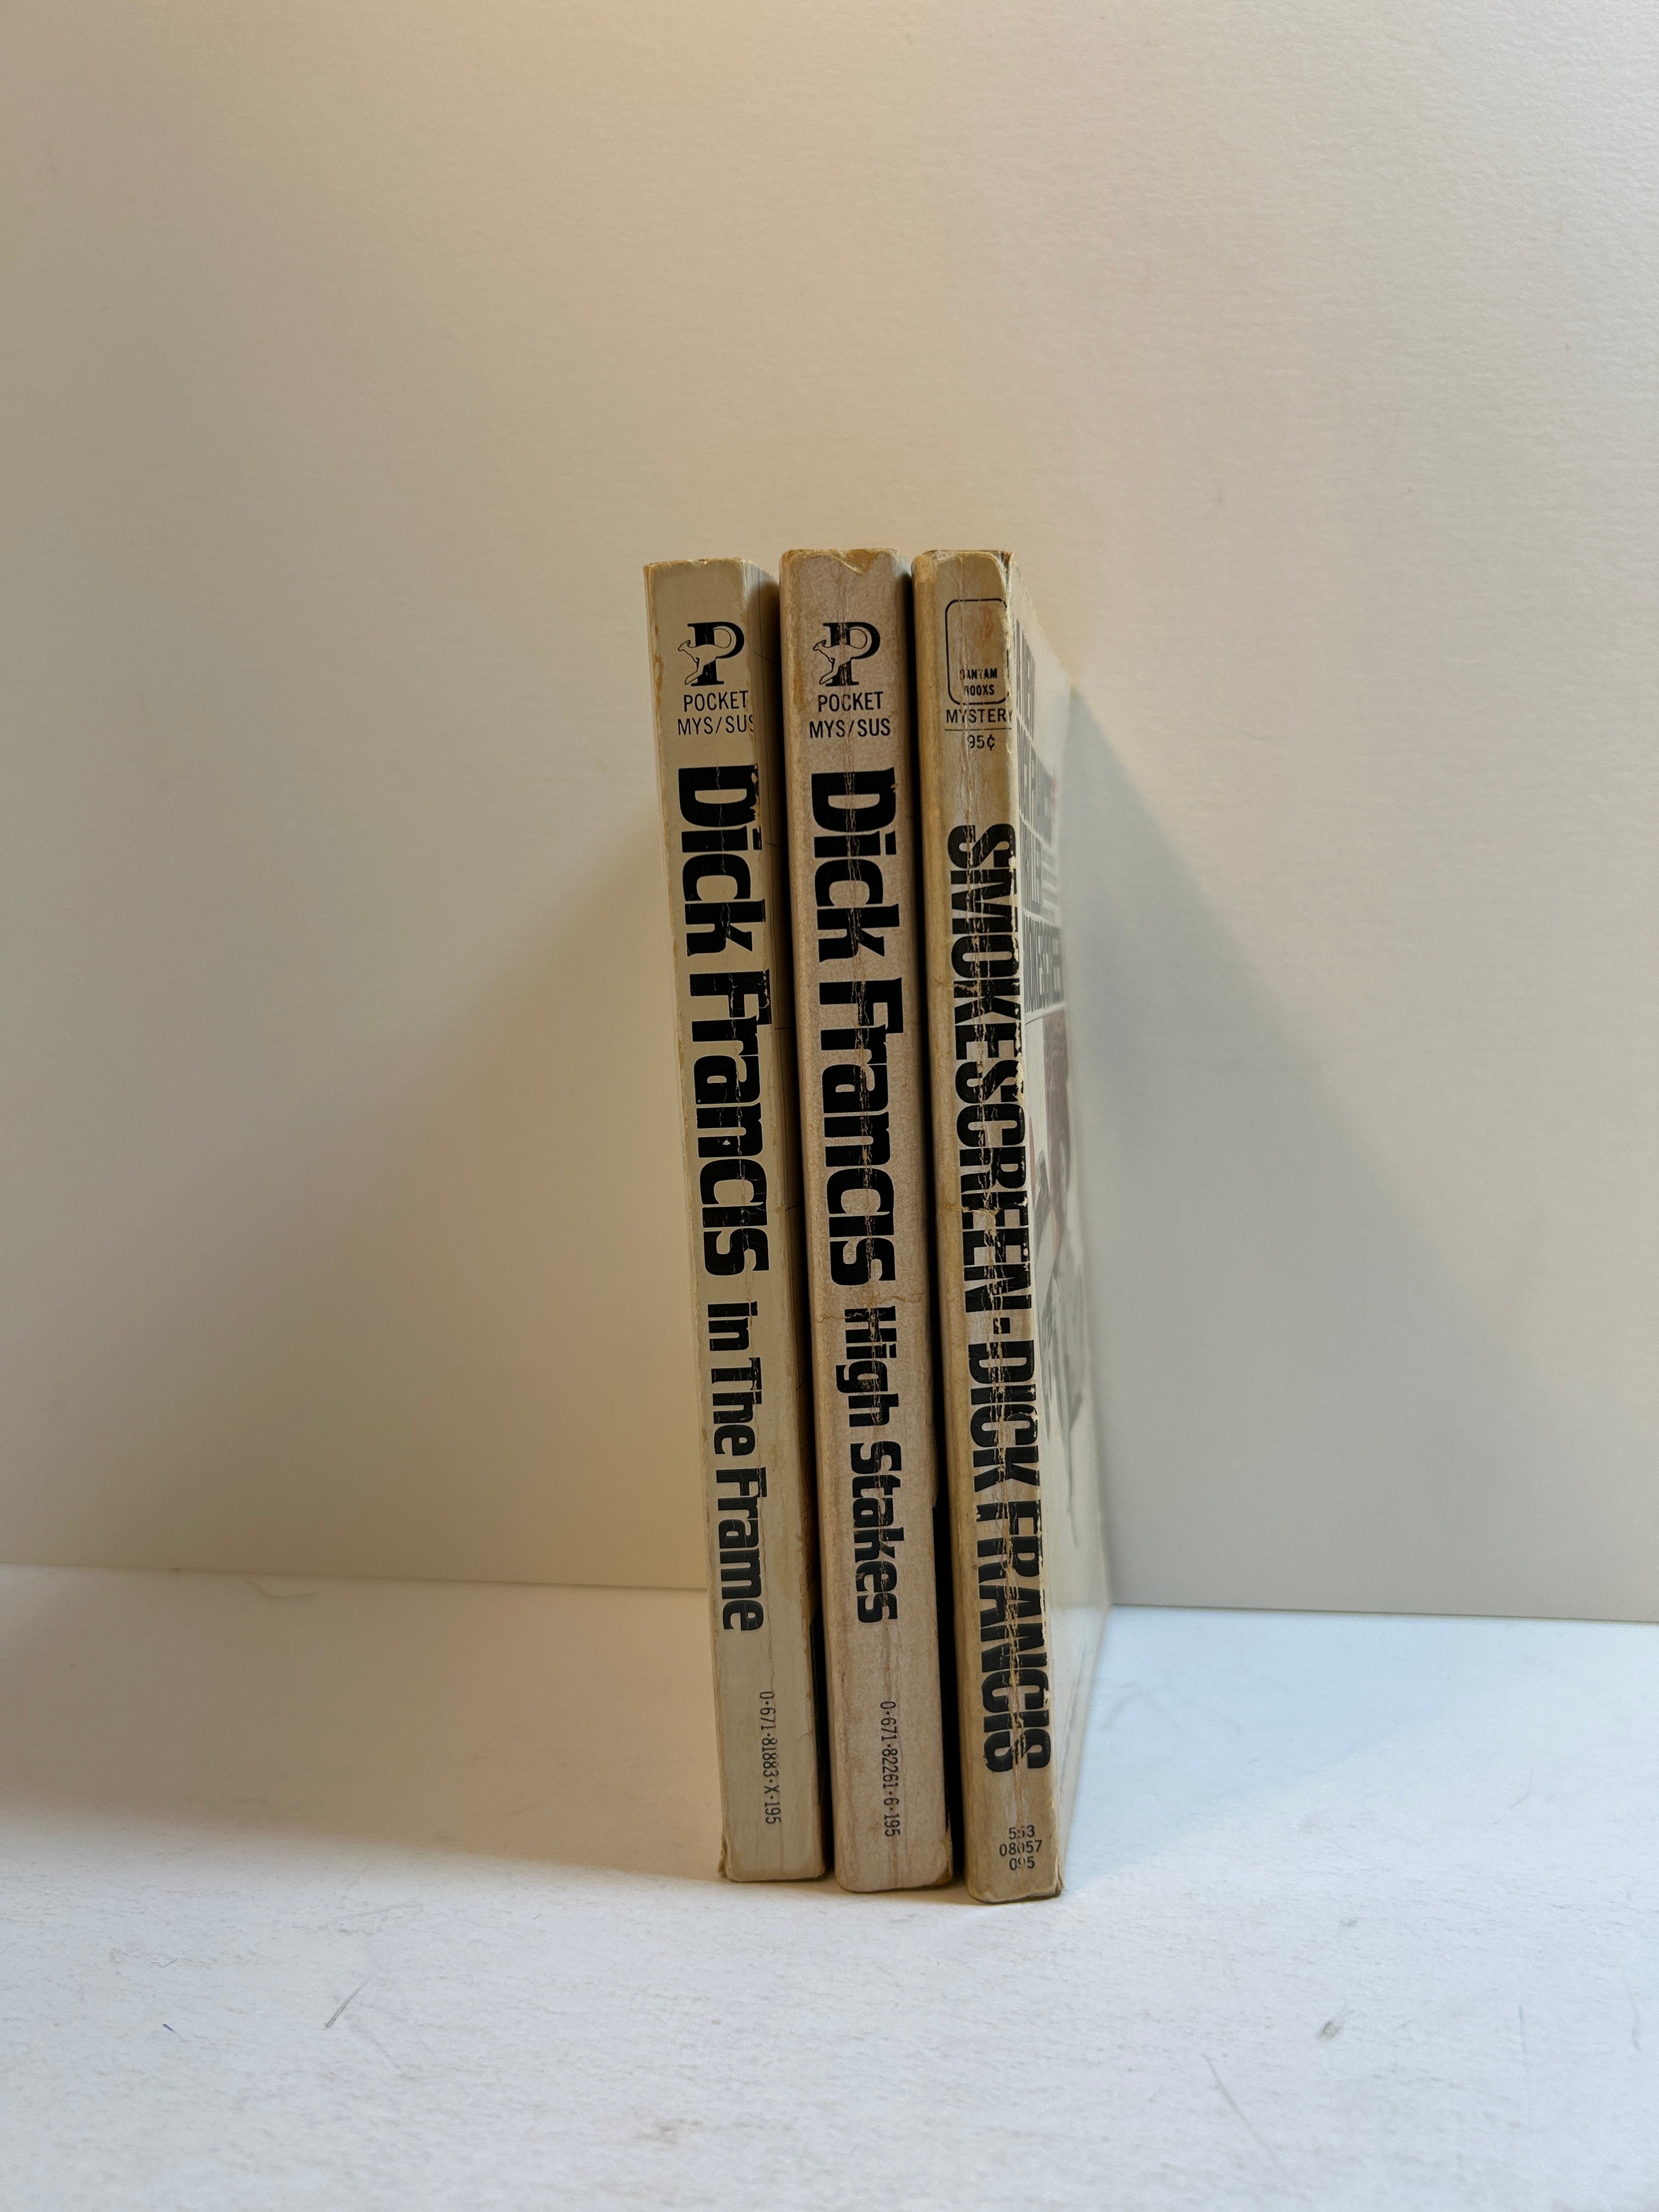 P
POCKET
MYS/SUS
Dick Francis In The Frame
0·671·81883·X·195
P
POCKET
MYS/SUS
Dick Francis High Stakes
0·671·82261·6·195
BANTAM
BOOKS
MYSTERY
95¢
SMOKESCREEN · DICK FRANCIS
553
08057
095